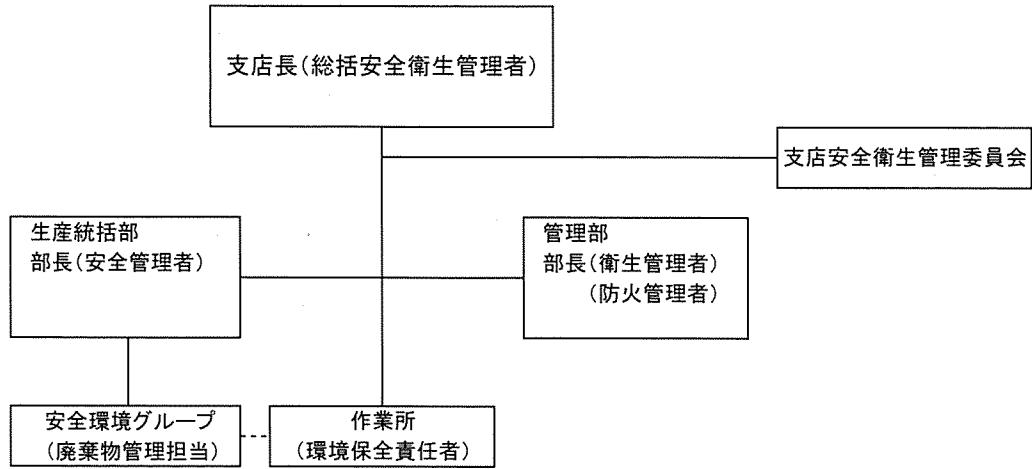 支店長(総括安全衛生管理者)
支店安全衛生管理委員会
生産統括部
部長(安全管理者)
管理部
部長(衛生管理者)
(防火管理者)
安全環境グループ
(廃棄物管理担当)
作業所
(環境保全責任者)